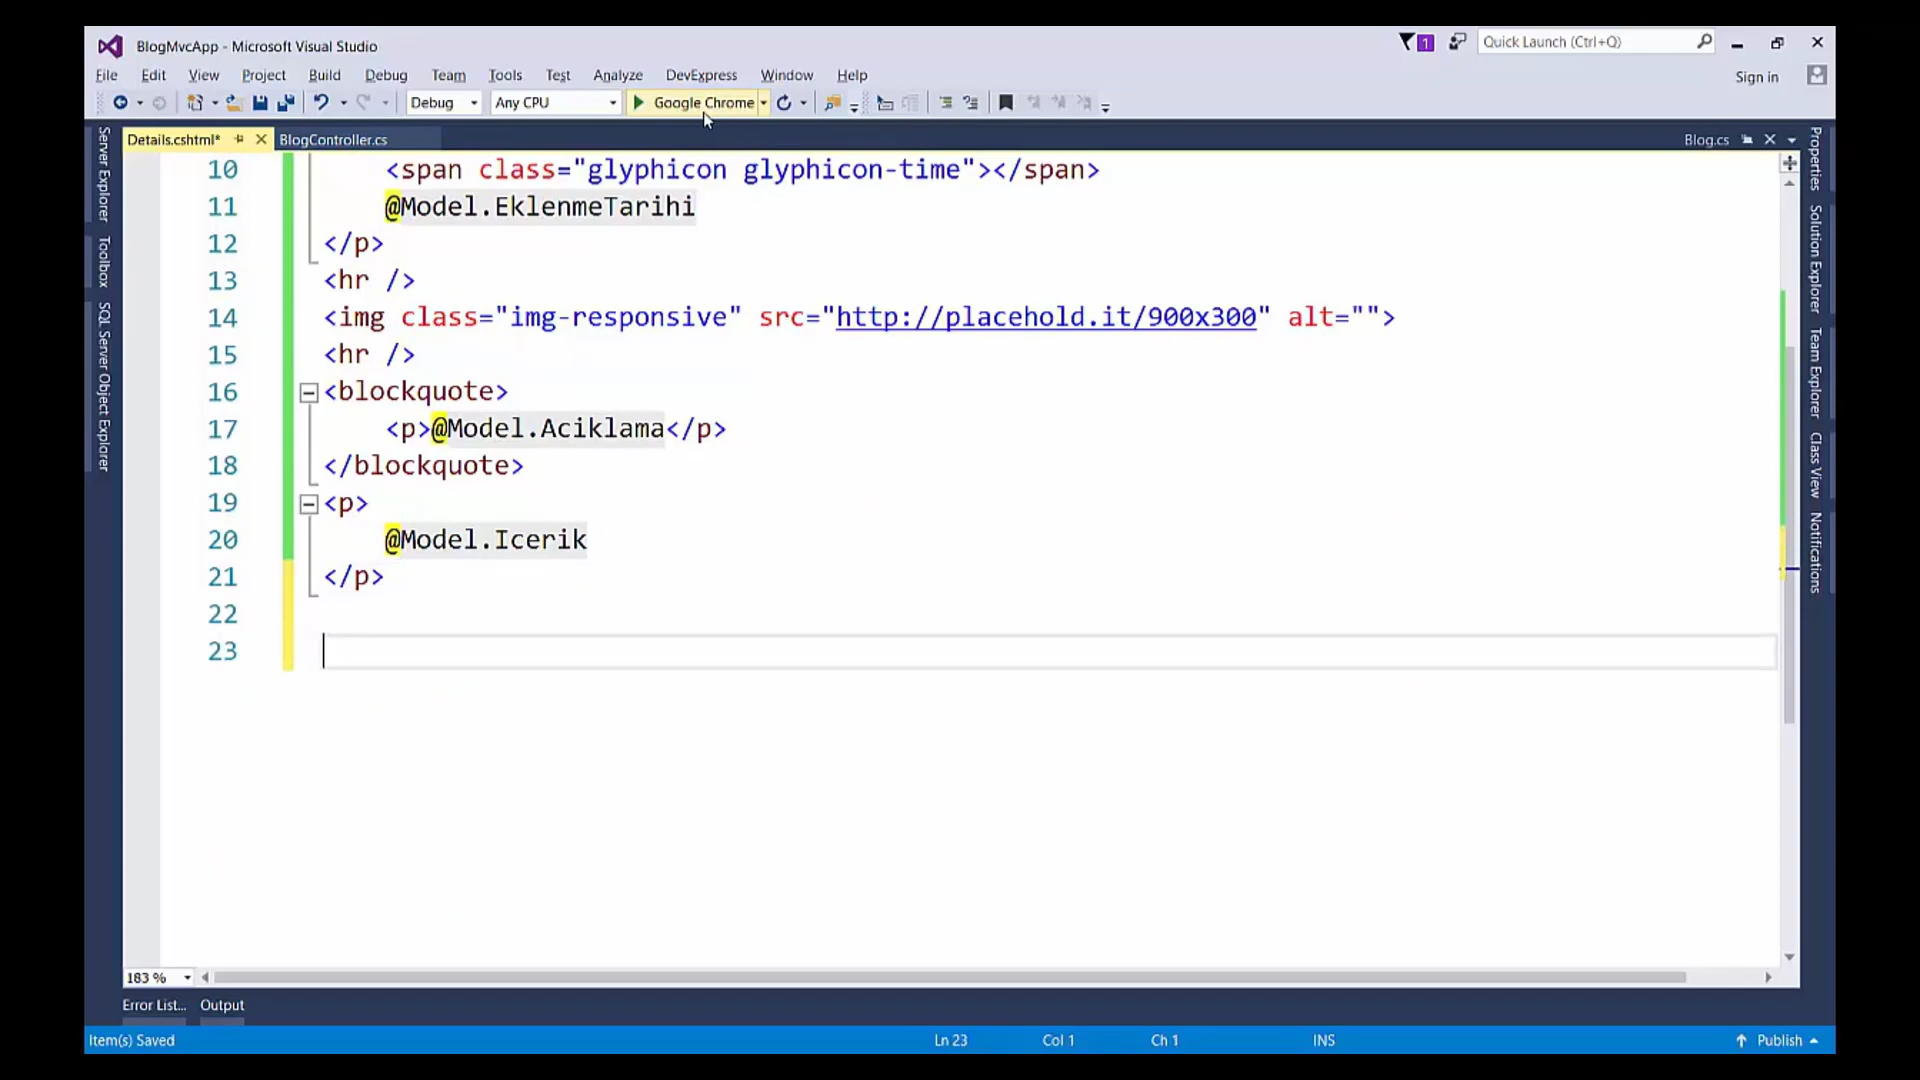 BlogMvcApp - Microsoft Visual Studio
1
Quick Launch (Ctrl+Q)
File Edit View Project Build Debug Team Tools Test Analyze DevExpress Window Help
Sign in
Debug Any CPU Google Chrome
Details.cshtml* BlogController.cs Blog.cs
Server Explorer
Toolbox
SQL Server Object Explorer
10 <span class="glyphicon glyphicon-time"></span>
11 @Model.EklenmeTarihi
12 </p>
13 <hr />
14 <img class="img-responsive" src="http://placehold.it/900x300" alt="">
15 <hr />
16 <blockquote>
17 <p>@Model.Aciklama</p>
18 </blockquote>
19 <p>
20 @Model.Icerik
21 </p>
22
23
Properties
Solution Explorer
Team Explorer
Class View
Notifications
183 %
Error List... Output
Item(s) Saved Ln 23 Col 1 Ch 1 INS Publish